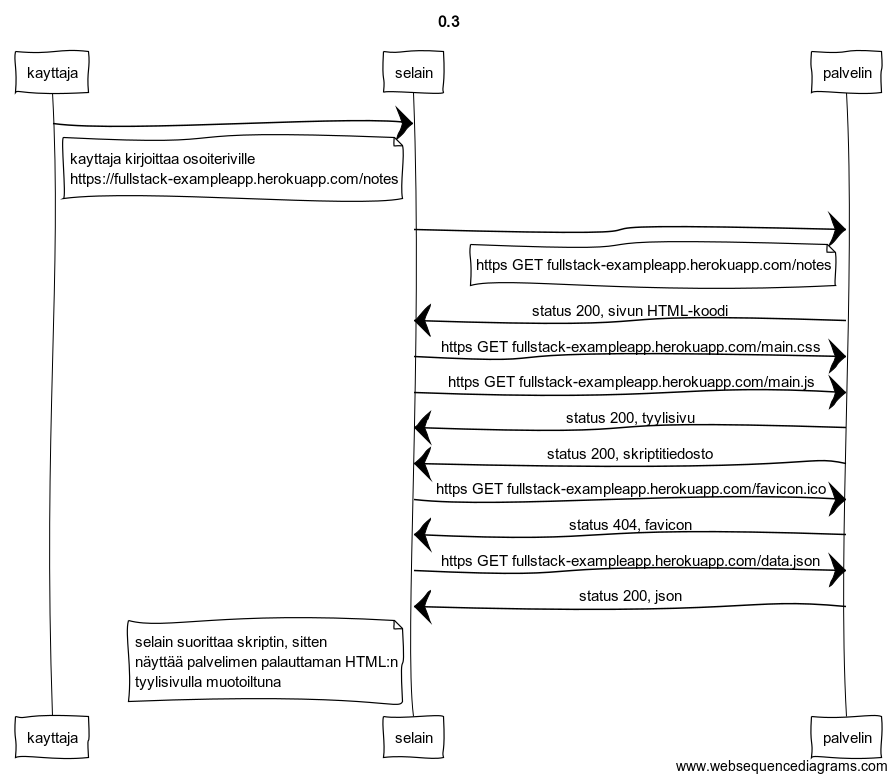 0.3
kayttaja
selain
palvelin
kayttaja kirjoittaa osoiteriville
https://fullstack-exampleapp.herokuapp.com/notes
https GET fullstack-exampleapp.herokuapp.com/notes
status 200, sivun HTML-koodi
https GET fullstack-exampleapp.herokuapp.com/main.css
https GET fullstack-exampleapp.herokuapp.com/main.js
status 200, tyylisivu
status 200, skriptitiedosto
https GET fullstack-exampleapp.herokuapp.com/favicon.ico
status 404, favicon
https GET fullstack-exampleapp.herokuapp.com/data.json
status 200, json
selain suorittaa skriptin, sitten
näyttää palvelimen palauttaman HTML:n
tyylisivulla muotoiltuna
kayttaja
selain
palvelin
www.websequencediagrams.com